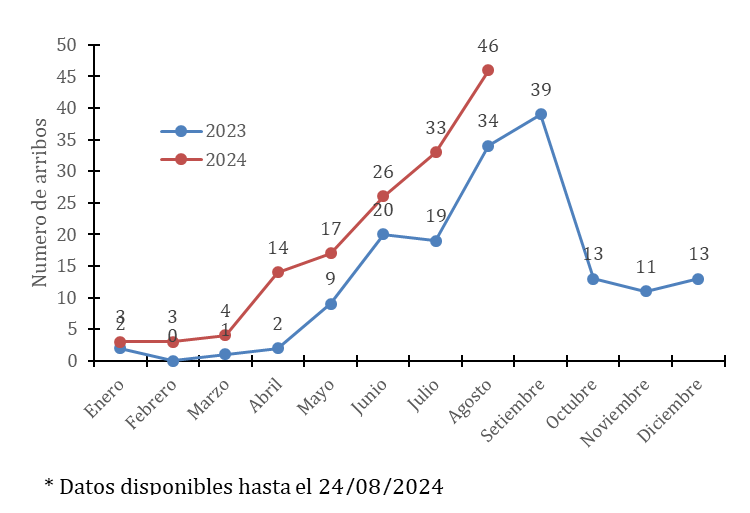 50
45
40
35
30
25
20
15
10
5
0
Numero de arribos
2023
2024
3
3
4
14
17
26
33
46
2
0
1
2
9
20
19
34
39
13
11
13
Enero
Febrero
Marzo
Abril
Mayo
Junio
Julio
Agosto
Setiembre
Octubre
Noviembre
Diciembre
* Datos disponibles hasta el 24/08/2024